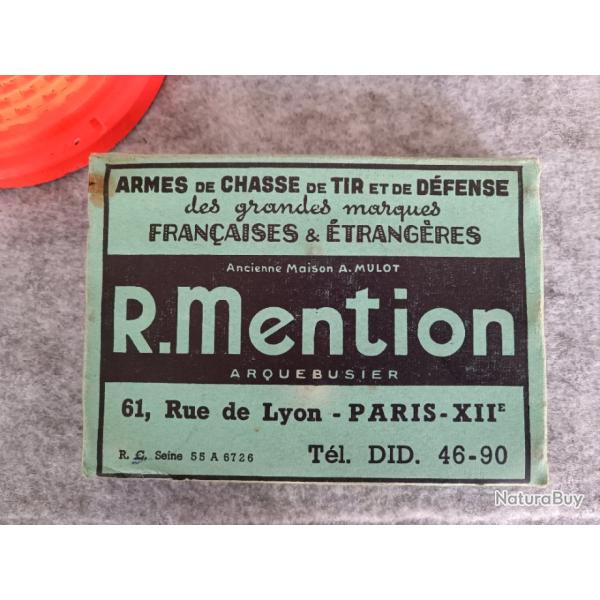 ARMES DE CHASSE DE TIR ET DE DÉFENSE
des grandes marques
FRANÇAISES & ÉTRANGÈRES
Ancienne Maison A. MULOT
R.Mention
ARQUEBUSIER
61, Rue de Lyon - PARIS-XIIᴱ
R. C. Seine 55 A 6726 Tél. DID. 46-90
NaturaBuy